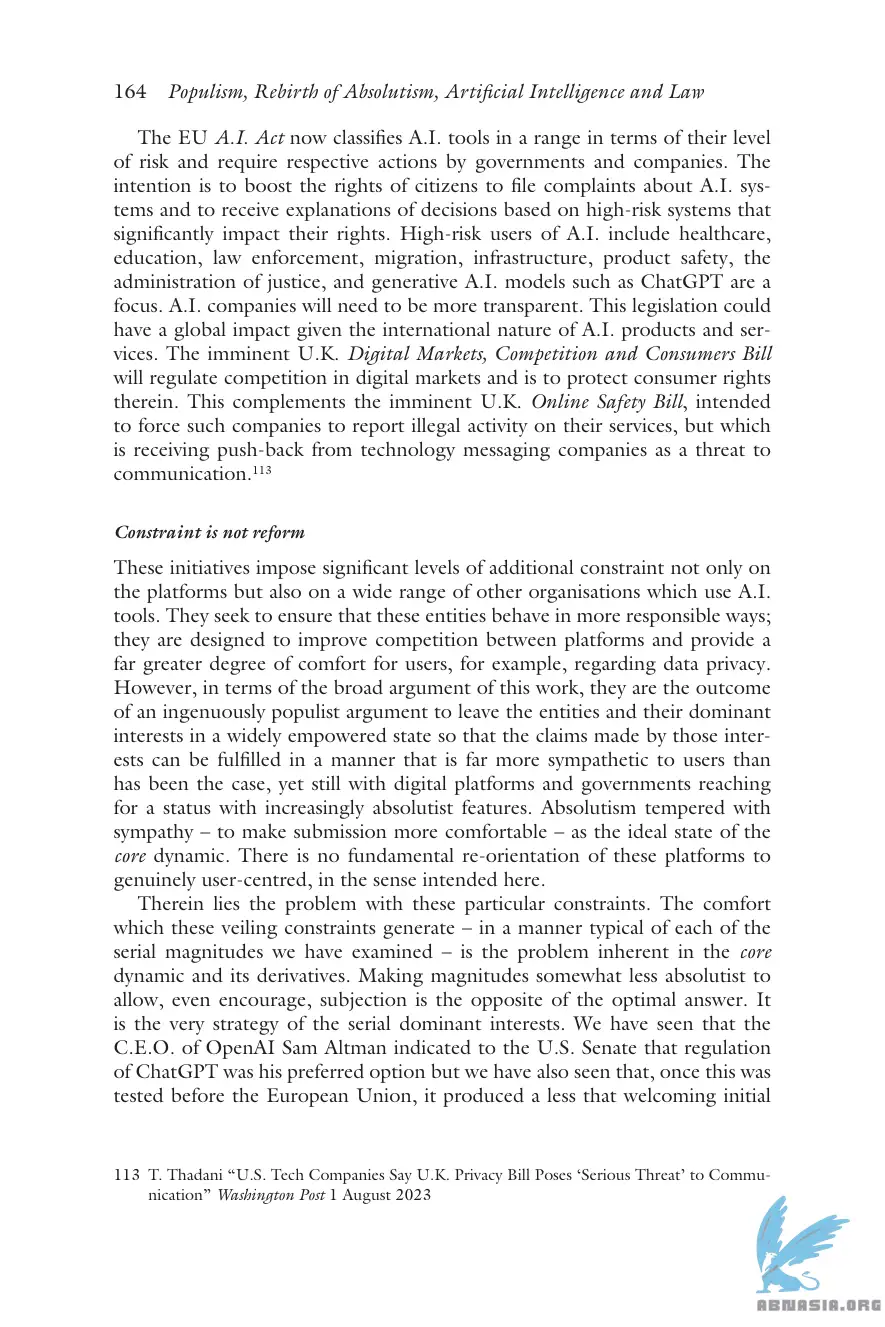 164 Populism, Rebirth of Absolutism, Artificial Intelligence and Law
The EU A.I. Act now classifies A.I. tools in a range in terms of their level
of risk and require respective actions by governments and companies. The
intention is to boost the rights of citizens to file complaints about A.I. sys-
tems and to receive explanations of decisions based on high-risk systems that
significantly impact their rights. High-risk users of A.I. include healthcare,
education, law enforcement, migration, infrastructure, product safety, the
administration of justice, and generative A.I. models such as ChatGPT are a
focus. A.I. companies will need to be more transparent. This legislation could
have a global impact given the international nature of A.I. products and ser-
vices. The imminent U.K. Digital Markets, Competition and Consumers Bill
will regulate competition in digital markets and is to protect consumer rights
therein. This complements the imminent U.K. Online Safety Bill, intended
to force such companies to report illegal activity on their services, but which
is receiving push-back from technology messaging companies as a threat to
communication.113
Constraint is not reform
These initiatives impose significant levels of additional constraint not only on
the platforms but also on a wide range of other organisations which use A.I.
tools. They seek to ensure that these entities behave in more responsible ways;
they are designed to improve competition between platforms and provide a
far greater degree of comfort for users, for example, regarding data privacy.
However, in terms of the broad argument of this work, they are the outcome
of an ingenuously populist argument to leave the entities and their dominant
interests in a widely empowered state so that the claims made by those inter-
ests can be fulfilled in a manner that is far more sympathetic to users than
has been the case, yet still with digital platforms and governments reaching
for a status with increasingly absolutist features. Absolutism tempered with
sympathy – to make submission more comfortable – as the ideal state of the
core dynamic. There is no fundamental re-orientation of these platforms to
genuinely user-centred, in the sense intended here.
Therein lies the problem with these particular constraints. The comfort
which these veiling constraints generate – in a manner typical of each of the
serial magnitudes we have examined – is the problem inherent in the core
dynamic and its derivatives. Making magnitudes somewhat less absolutist to
allow, even encourage, subjection is the opposite of the optimal answer. It
is the very strategy of the serial dominant interests. We have seen that the
C.E.O. of OpenAI Sam Altman indicated to the U.S. Senate that regulation
of ChatGPT was his preferred option but we have also seen that, once this was
tested before the European Union, it produced a less that welcoming initial
113 T. Thadani “U.S. Tech Companies Say U.K. Privacy Bill Poses ‘Serious Threat’ to Commu-
nication” Washington Post 1 August 2023
ABNASIA.ORG